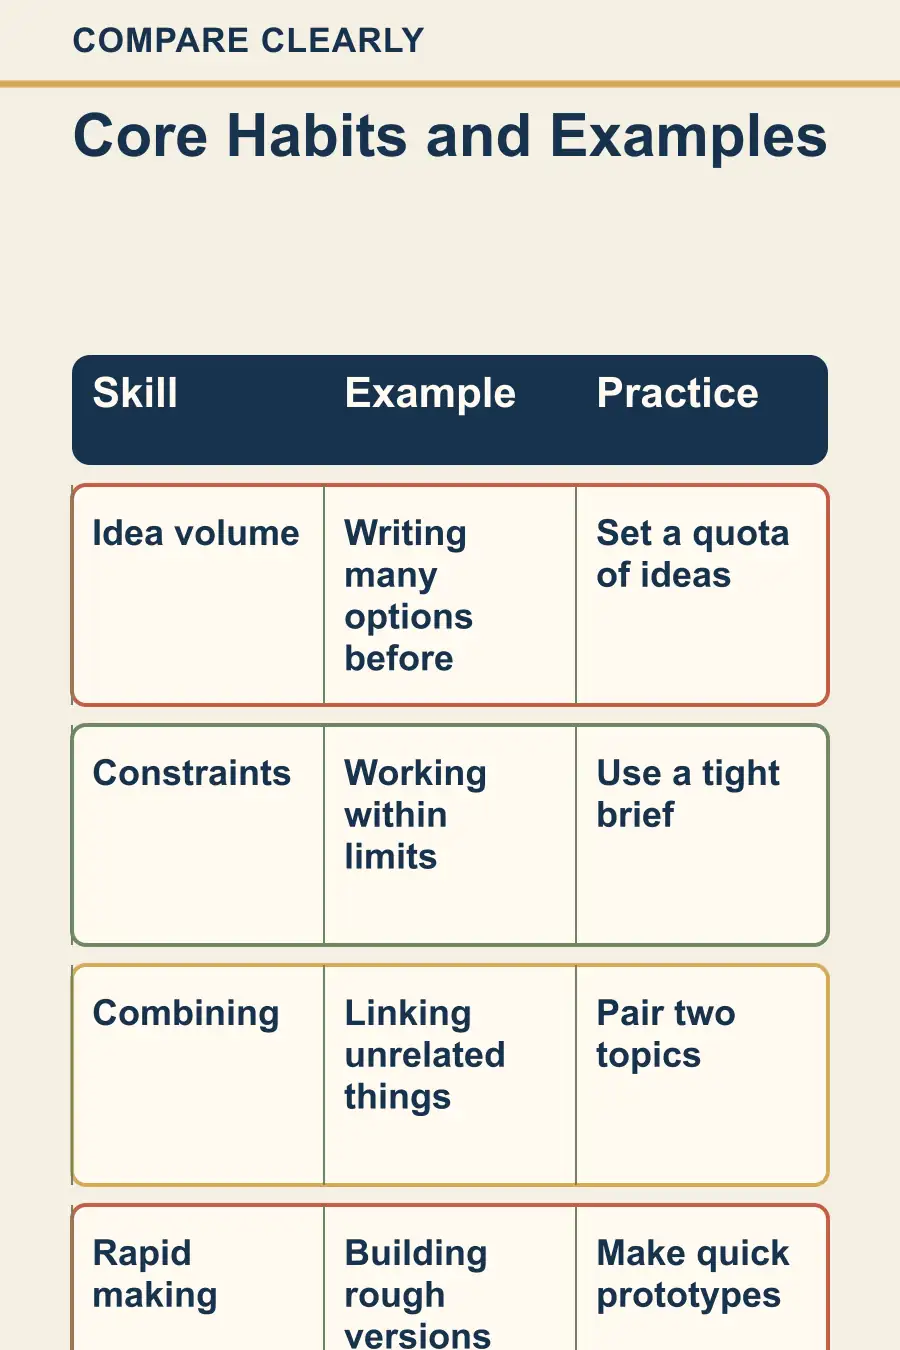 COMPARE CLEARLY
Core Habits and Examples
Skill Example Practice
Idea volume
Writing
many
options
before
Set a quota
of ideas
Constraints
Working
within
limits
Use a tight
brief
Combining
Linking
unrelated
things
Pair two
topics
Rapid
making
Building
rough
versions
Make quick
prototypes